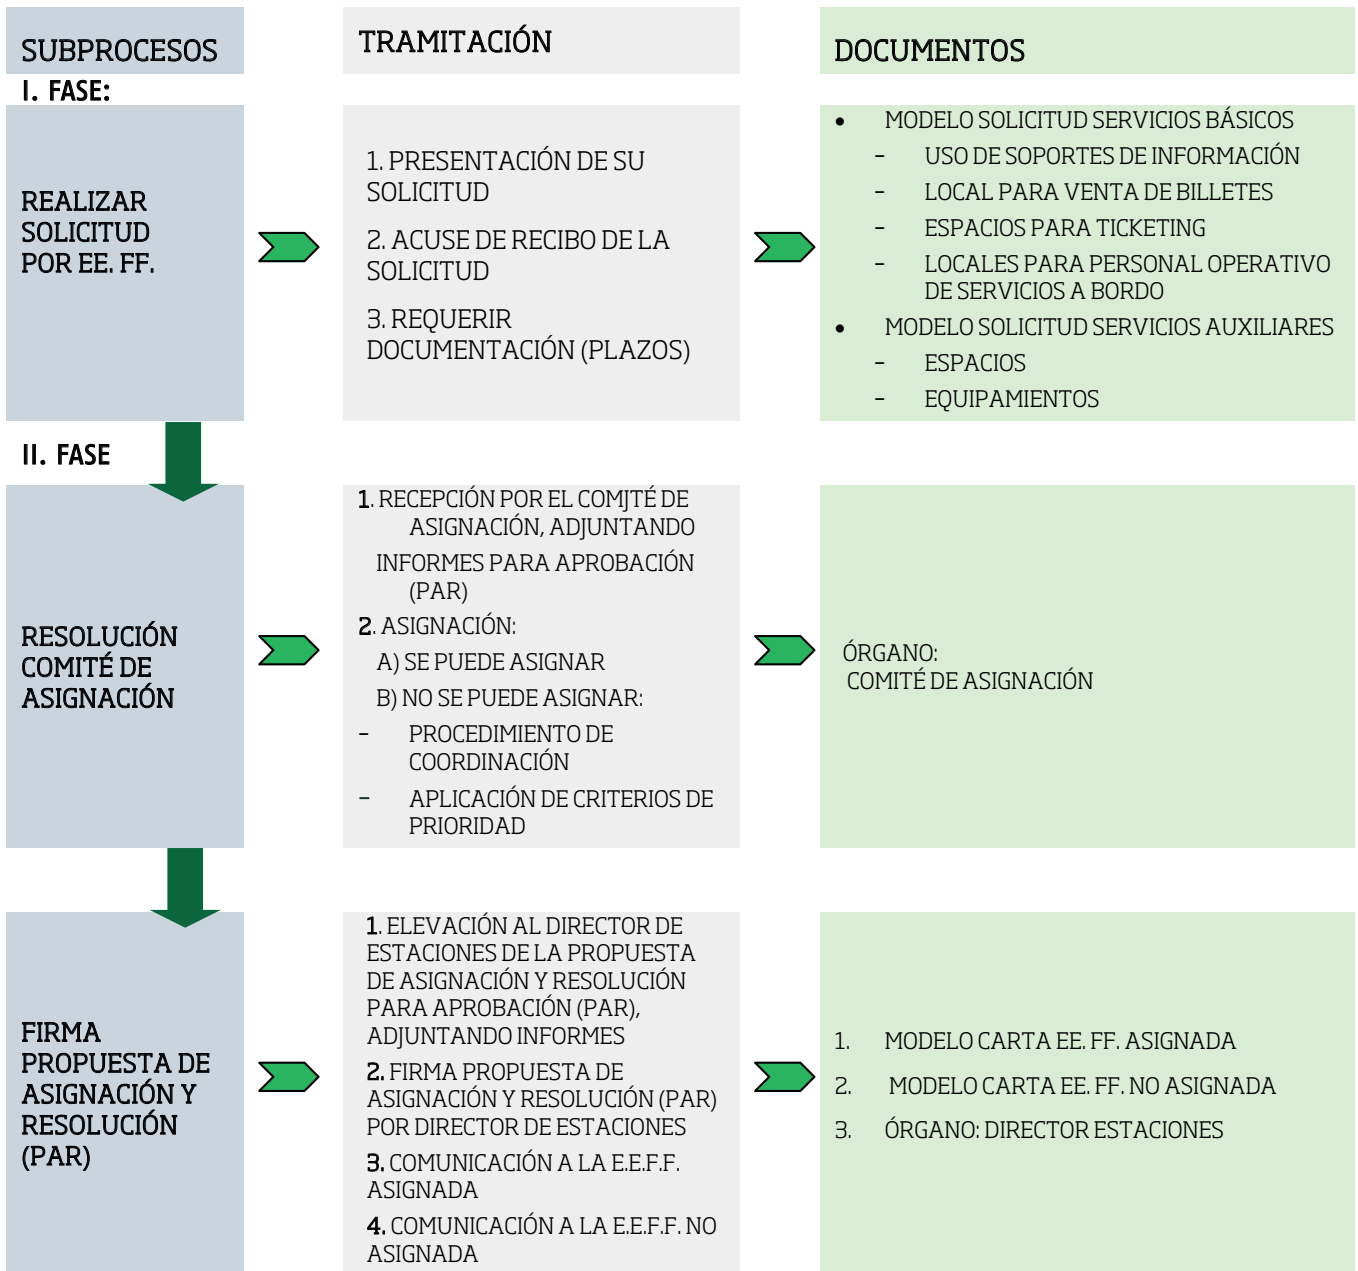 SUBPROCESOS
TRAMITACIÓN
DOCUMENTOS
I. FASE:
REALIZAR
SOLICITUD
POR EE. FF.
1. PRESENTACIÓN DE SU
SOLICITUD
2. ACUSE DE RECIBO DE LA
SOLICITUD
3. REQUERIR
DOCUMENTACIÓN (PLAZOS)
• MODELO SOLICITUD SERVICIOS BÁSICOS
– USO DE SOPORTES DE INFORMACIÓN
– LOCAL PARA VENTA DE BILLETES
– ESPACIOS PARA TICKETING
– LOCALES PARA PERSONAL OPERATIVO
DE SERVICIOS A BORDO
• MODELO SOLICITUD SERVICIOS AUXILIARES
– ESPACIOS
– EQUIPAMIENTOS
II. FASE
RESOLUCIÓN
COMITÉ DE
ASIGNACIÓN
1. RECEPCIÓN POR EL COMJTÉ DE
ASIGNACIÓN, ADJUNTANDO
INFORMES PARA APROBACIÓN
(PAR)
2. ASIGNACIÓN:
A) SE PUEDE ASIGNAR
B) NO SE PUEDE ASIGNAR:
– PROCEDIMIENTO DE
COORDINACIÓN
– APLICACIÓN DE CRITERIOS DE
PRIORIDAD
ÓRGANO:
COMITÉ DE ASIGNACIÓN
FIRMA
PROPUESTA DE
ASIGNACIÓN Y
RESOLUCIÓN
(PAR)
1. ELEVACIÓN AL DIRECTOR DE
ESTACIONES DE LA PROPUESTA
DE ASIGNACIÓN Y RESOLUCIÓN
PARA APROBACIÓN (PAR),
ADJUNTANDO INFORMES
2. FIRMA PROPUESTA DE
ASIGNACIÓN Y RESOLUCIÓN (PAR)
POR DIRECTOR DE ESTACIONES
3. COMUNICACIÓN A LA E.E.F.F.
ASIGNADA
4. COMUNICACIÓN A LA E.E.F.F. NO
ASIGNADA
1. MODELO CARTA EE. FF. ASIGNADA
2. MODELO CARTA EE. FF. NO ASIGNADA
3. ÓRGANO: DIRECTOR ESTACIONES